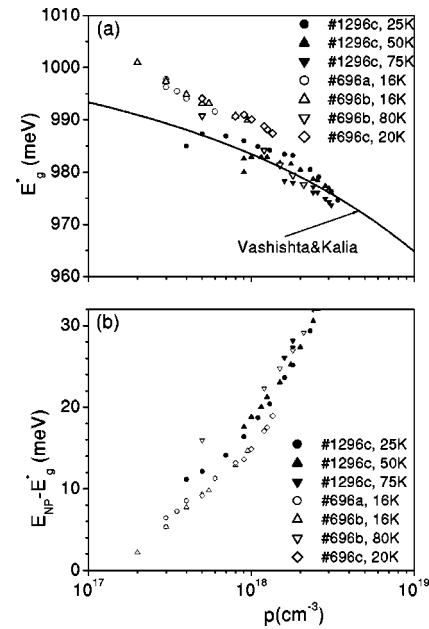 (a)
#1296c, 25K
#1296c, 50K
#1296c, 75K
#696a, 16K
#696b, 16K
#696b, 80K
#696c, 20K
1010
1000
990
980
970
960
E*g (meV)
Vashishta&Kalia
(b)
30
20
10
0
ENP-E*g (meV)
#1296c, 25K
#1296c, 50K
#1296c, 75K
#696a, 16K
#696b, 16K
#696b, 80K
#696c, 20K
10^17
10^18
10^19
p(cm^-3)